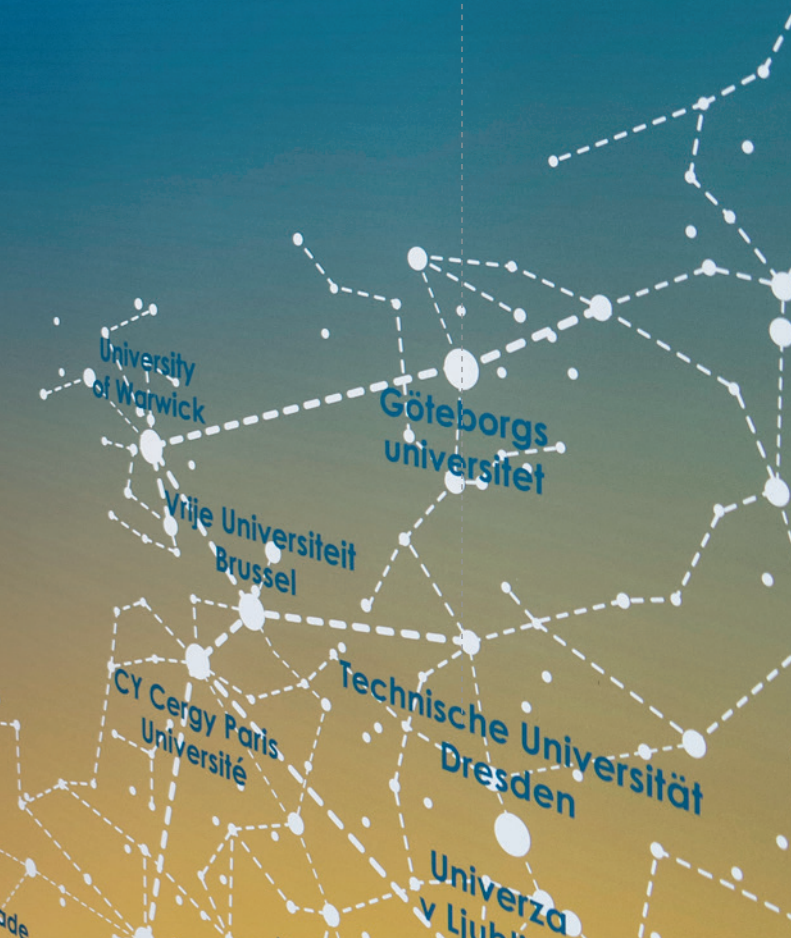 University
of Warwick
Göteborgs
universitet
Vrije Universiteit
Brussel
CY Cergy Paris
Université
Technische Universität
Dresden
Univerza
v